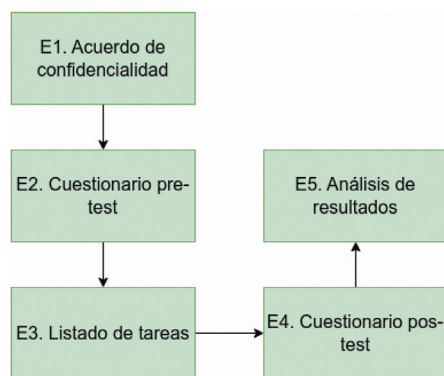 E1. Acuerdo de
confidencialidad
E2. Cuestionario pre-
test
E3. Listado de tareas
E4. Cuestionario pos-
test
E5. Análisis de
resultados